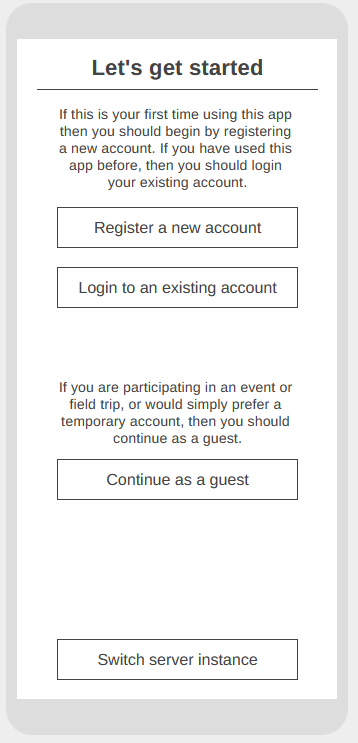 Let's get started
If this is your first time using this app
then you should begin by registering
a new account. If you have used this
app before, then you should login
your existing account.
Register a new account
Login to an existing account
If you are participating in an event or
field trip, or would simply prefer a
temporary account, then you should
continue as a guest.
Continue as a guest
Switch server instance